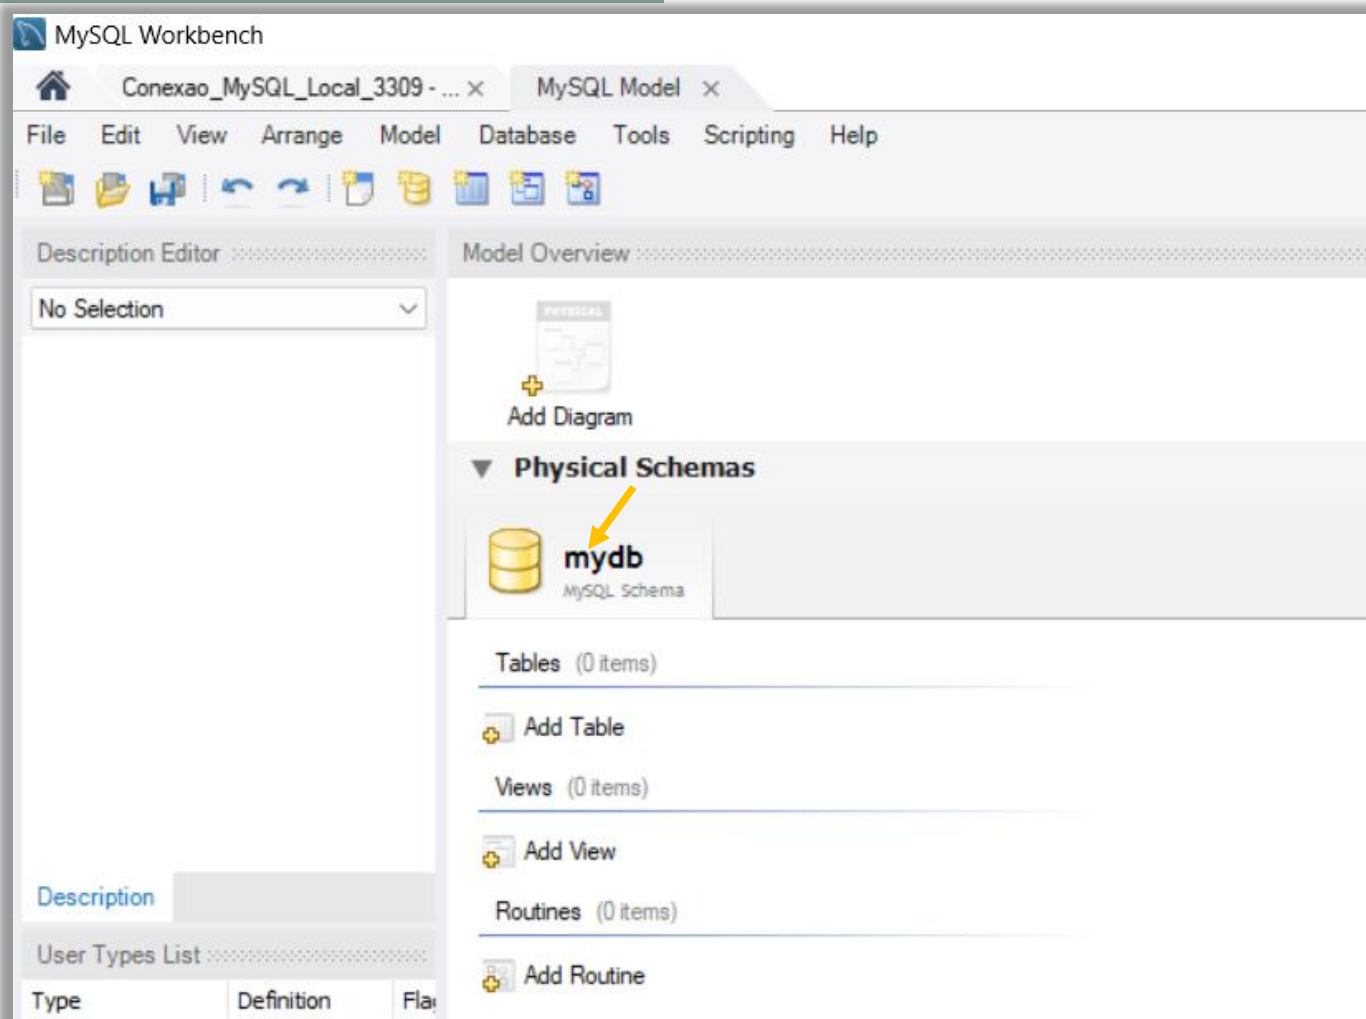 MySQL Workbench
Conexao_MySQL_Local_3309 - ... ×
MySQL Model ×
File Edit View Arrange Model Database Tools Scripting Help
Description Editor
Model Overview
No Selection
PHYSICAL
Add Diagram
Physical Schemas
mydb
MySQL Schema
Tables (0 items)
Add Table
Views (0 items)
Add View
Description
Routines (0 items)
User Types List
Add Routine
Type Definition Flag